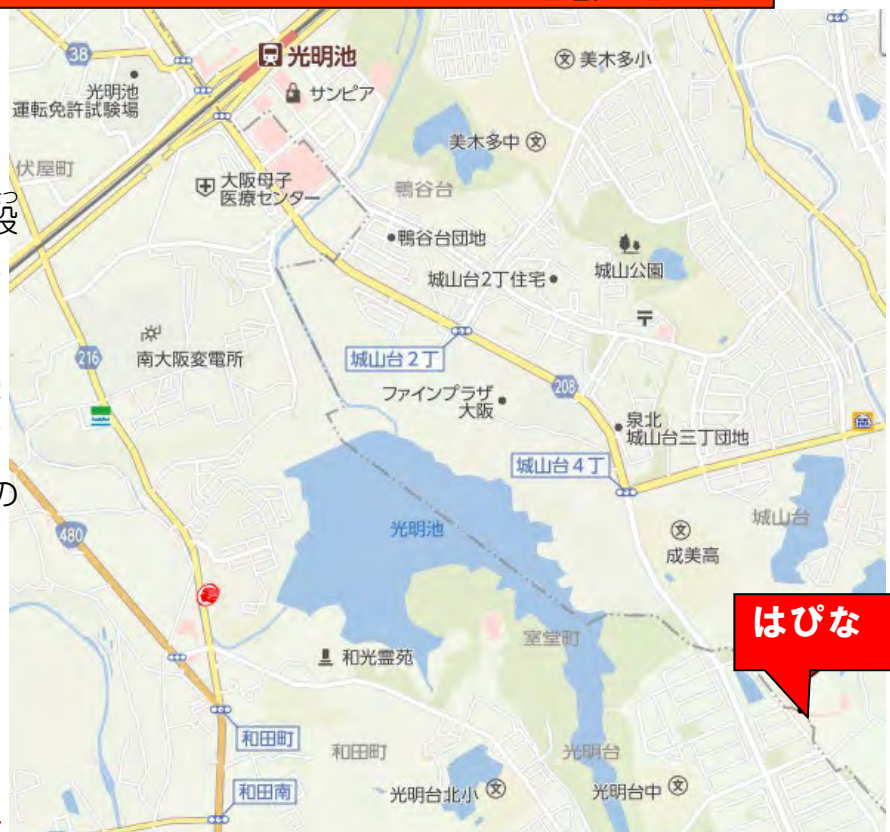 38
光明池
運転免許試験場
光明池
サンピア
美木多小
美木多中
伏屋町
大阪母子
医療センター
鴨谷台
鴨谷台団地
城山台2丁住宅
城山公園
216
南大阪変電所
城山台2丁
ファインプラザ
大阪
208
泉北
城山台三丁団地
城山台4丁
の
480
光明池
城山台
成美高
はぴな
室堂町
和光霊苑
和田町
和田町
光明台
和田南
光明台北小
光明台中